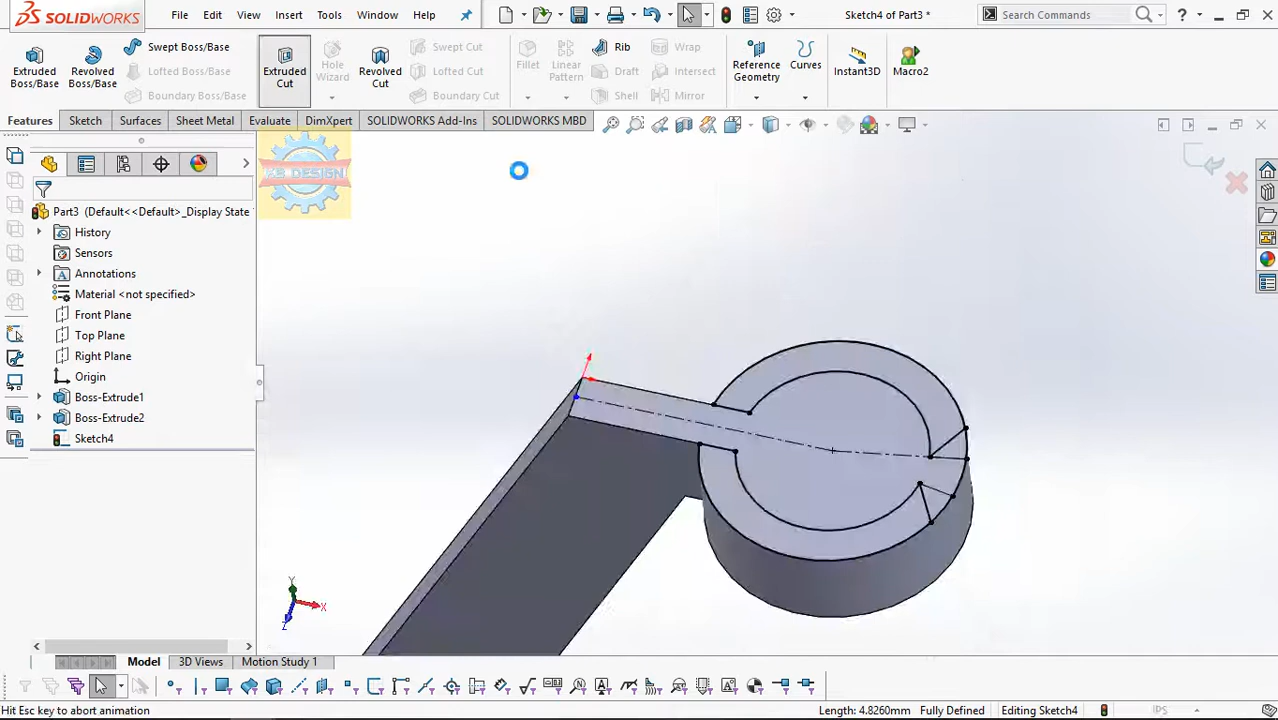 SOLIDWORKS
File
Edit
View
Insert
Tools
Window
Help
Sketch4 of Part3 *
Search Commands
Extruded Boss/Base
Revolved Boss/Base
Swept Boss/Base
Lofted Boss/Base
Boundary Boss/Base
Extruded Cut
Hole Wizard
Revolved Cut
Swept Cut
Lofted Cut
Boundary Cut
Fillet
Linear Pattern
Rib
Draft
Shell
Wrap
Intersect
Mirror
Reference Geometry
Curves
Instant3D
Macro2
Features
Sketch
Surfaces
Sheet Metal
Evaluate
DimXpert
SOLIDWORKS Add-Ins
SOLIDWORKS MBD
KB DESIGN
Part3 (Default<<Default>_Display State
History
Sensors
Annotations
Material <not specified>
Front Plane
Top Plane
Right Plane
Origin
Boss-Extrude1
Boss-Extrude2
Sketch4
Y
X
Z
Model
3D Views
Motion Study 1
Hit Esc key to abort animation
Length: 4.8260mm
Fully Defined
Editing Sketch4
IPS